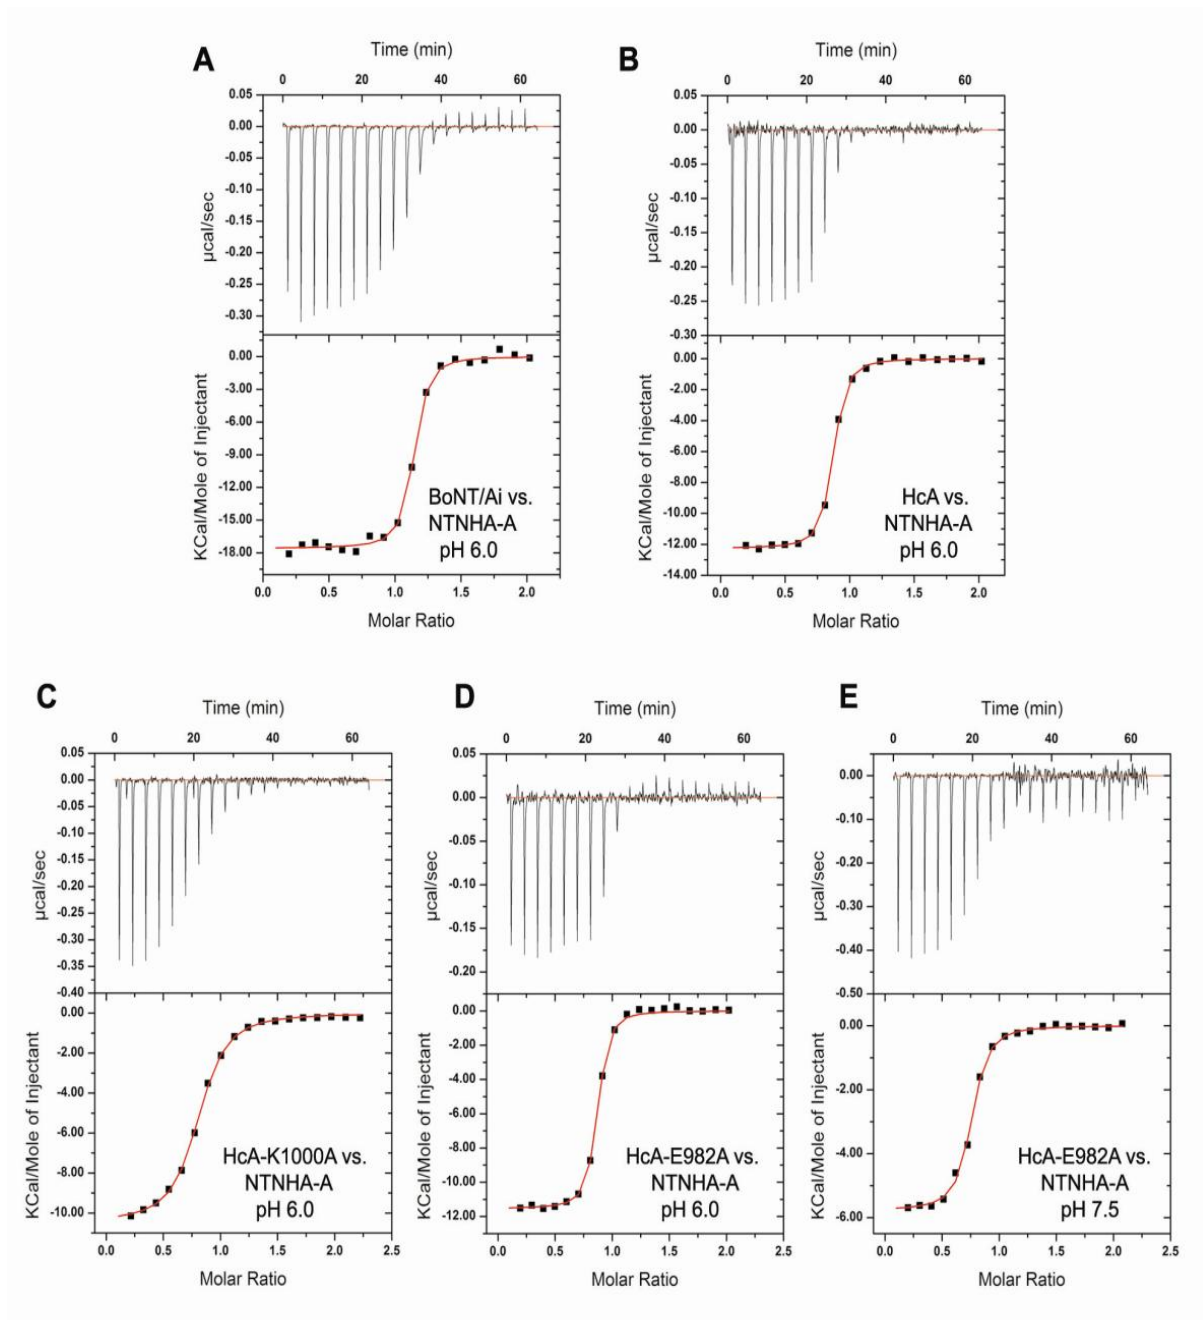 A
Time (min)
0 20 40 60
0.05
0.00
-0.05
-0.10
-0.15
-0.20
-0.25
-0.30
µcal/sec
0.00
-3.00
-6.00
-9.00
-12.00
-15.00
-18.00
KCal/Mole of Injectant
BoNT/Ai vs.
NTNHA-A
pH 6.0
0.0 0.5 1.0 1.5 2.0
Molar Ratio
B
Time (min)
0 20 40 60
0.05
0.00
-0.05
-0.10
-0.15
-0.20
-0.25
-0.30
µcal/sec
0.00
-2.00
-4.00
-6.00
-8.00
-10.00
-12.00
-14.00
KCal/Mole of Injectant
HcA vs.
NTNHA-A
pH 6.0
0.0 0.5 1.0 1.5 2.0
Molar Ratio
C
Time (min)
0 20 40 60
0.05
0.00
-0.05
-0.10
-0.15
-0.20
-0.25
-0.30
-0.35
-0.40
µcal/sec
0.00
-2.00
-4.00
-6.00
-8.00
-10.00
KCal/Mole of Injectant
HcA-K1000A vs.
NTNHA-A
pH 6.0
0.0 0.5 1.0 1.5 2.0 2.5
Molar Ratio
D
Time (min)
0 20 40 60
0.05
0.00
-0.05
-0.10
-0.15
-0.20
µcal/sec
0.00
-2.00
-4.00
-6.00
-8.00
-10.00
-12.00
KCal/Mole of Injectant
HcA-E982A vs.
NTNHA-A
pH 6.0
0.0 0.5 1.0 1.5 2.0 2.5
Molar Ratio
E
Time (min)
0 20 40 60
0.00
-0.10
-0.20
-0.30
-0.40
-0.50
µcal/sec
0.00
-2.00
-4.00
-6.00
KCal/Mole of Injectant
HcA-E982A vs.
NTNHA-A
pH 7.5
0.0 0.5 1.0 1.5 2.0 2.5
Molar Ratio